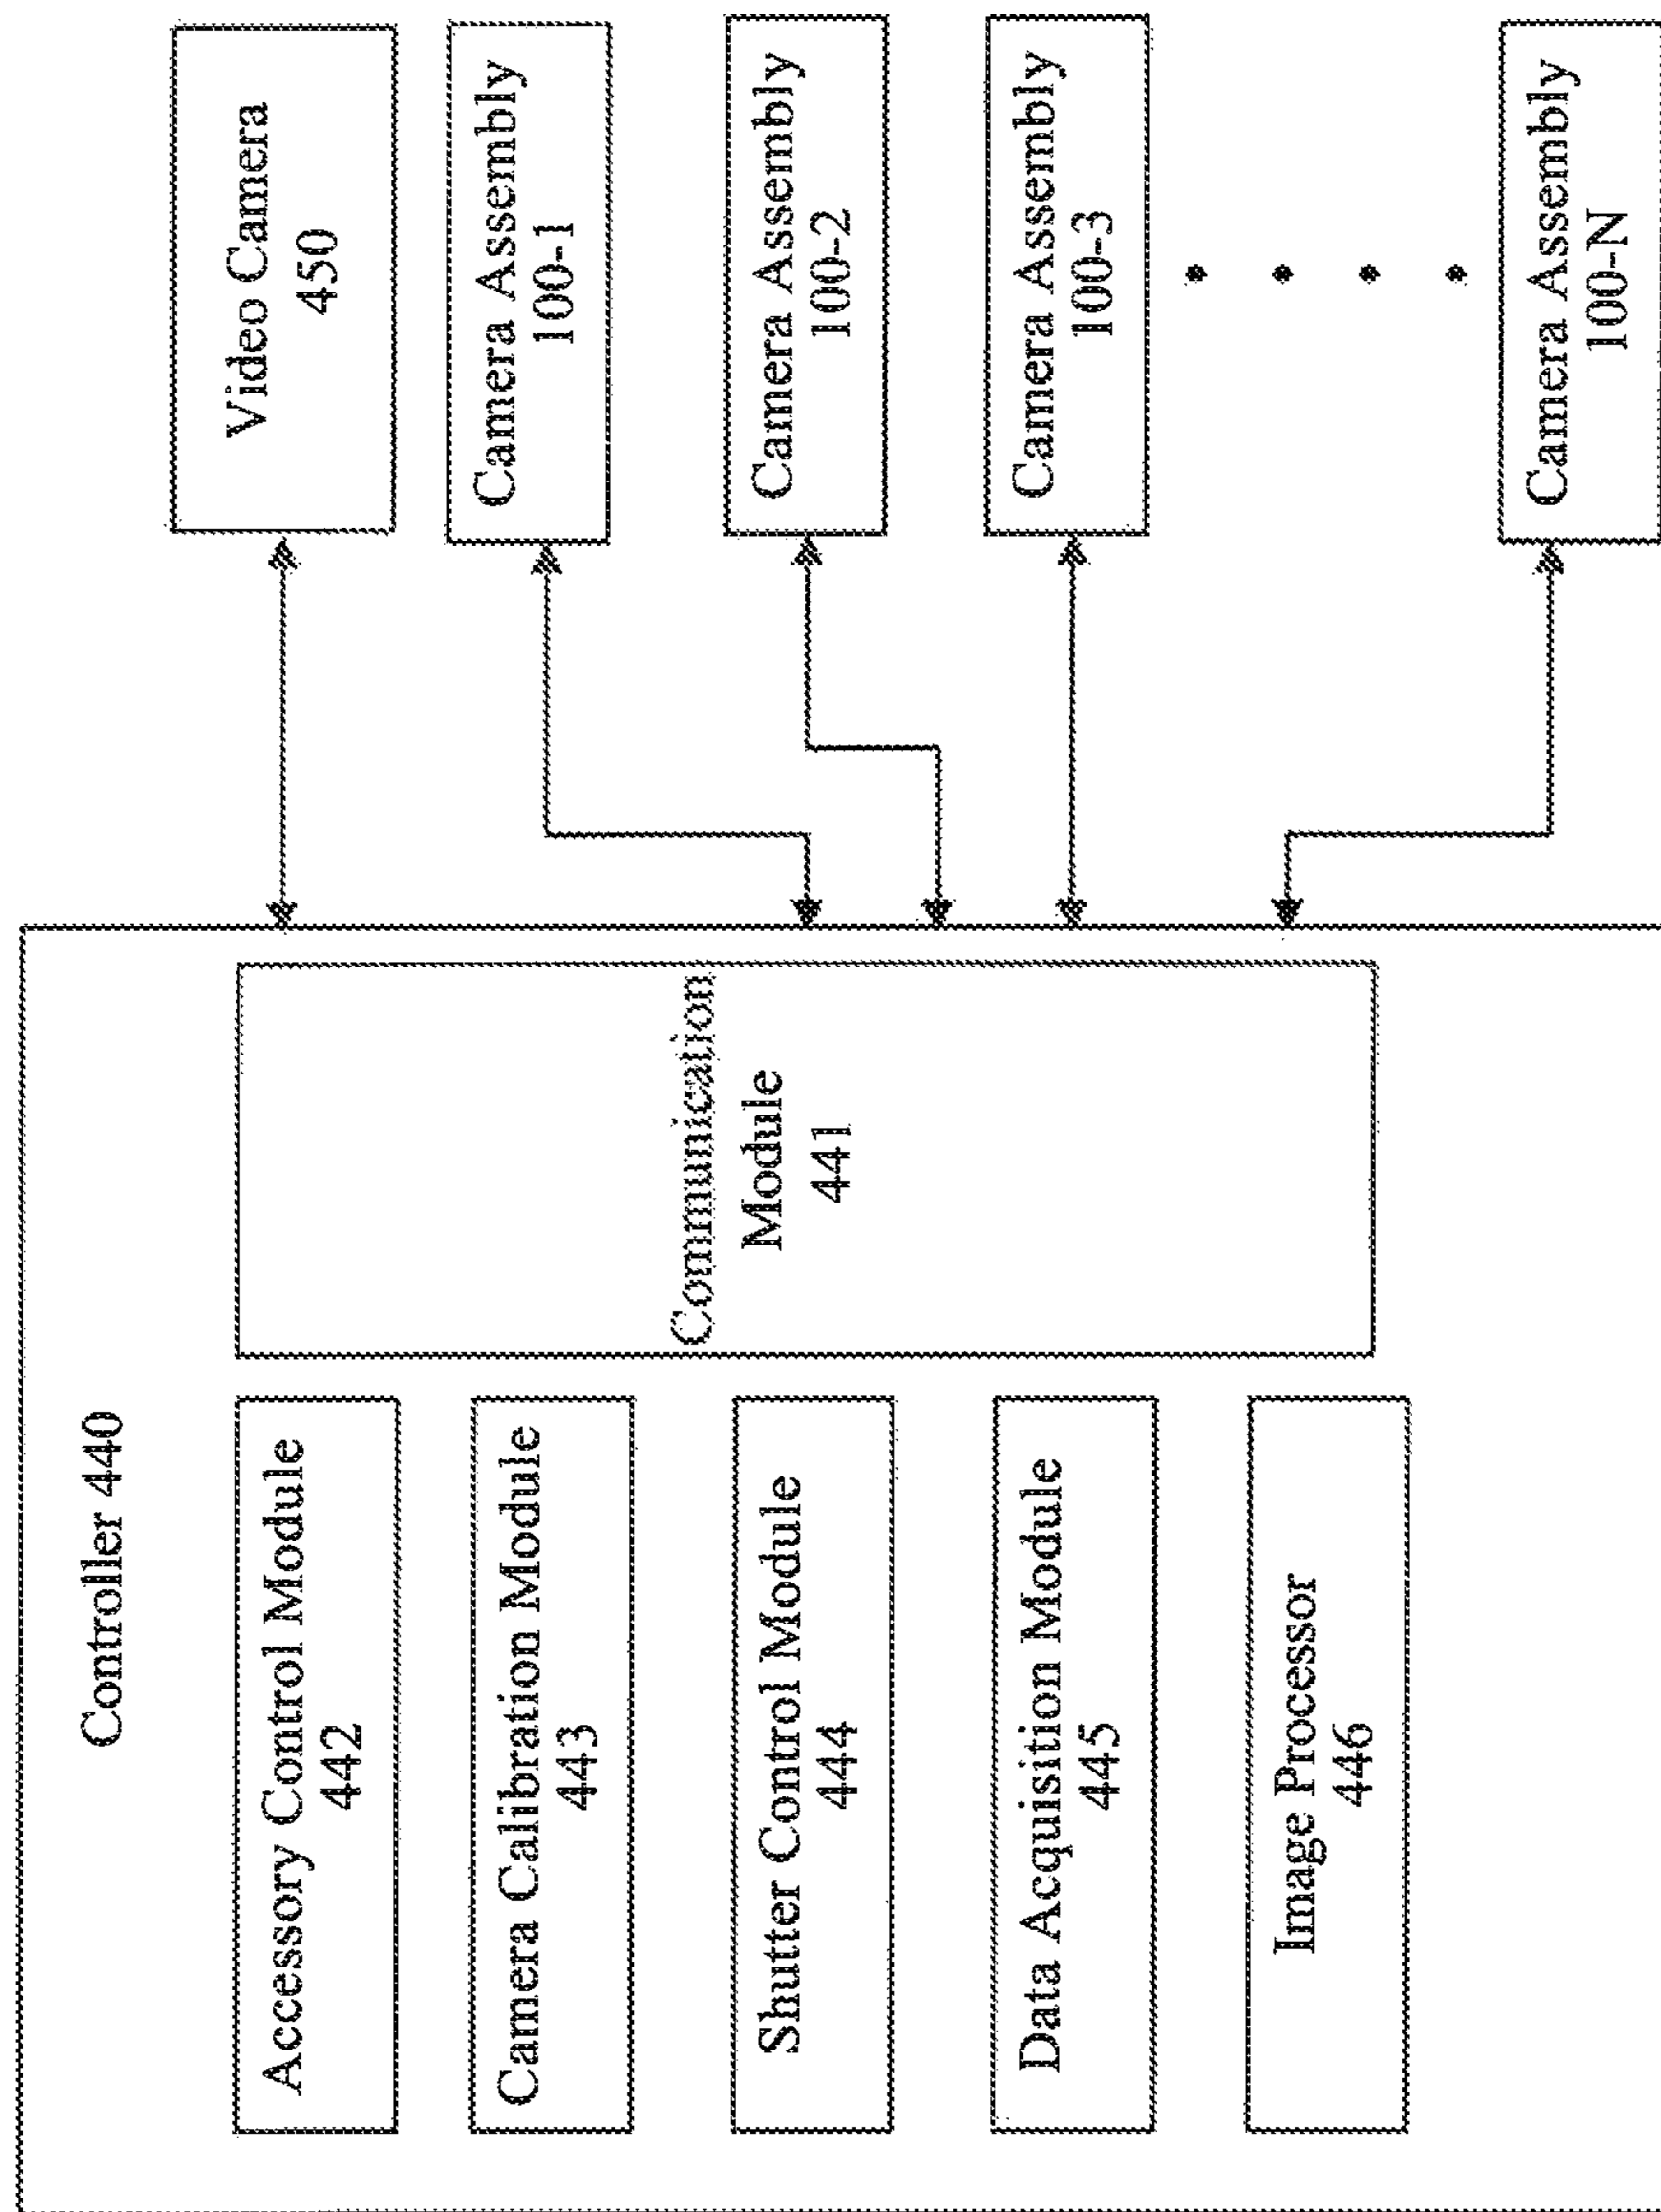 Controller 440
Accessory Control Module
442
Camera Calibration Module
443
Shutter Control Module
444
Data Acquisition Module
445
Image Processor
446
Communication
Module
441
Video Camera
450
Camera Assembly
100-1
Camera Assembly
100-2
Camera Assembly
100-3
Camera Assembly
100-N